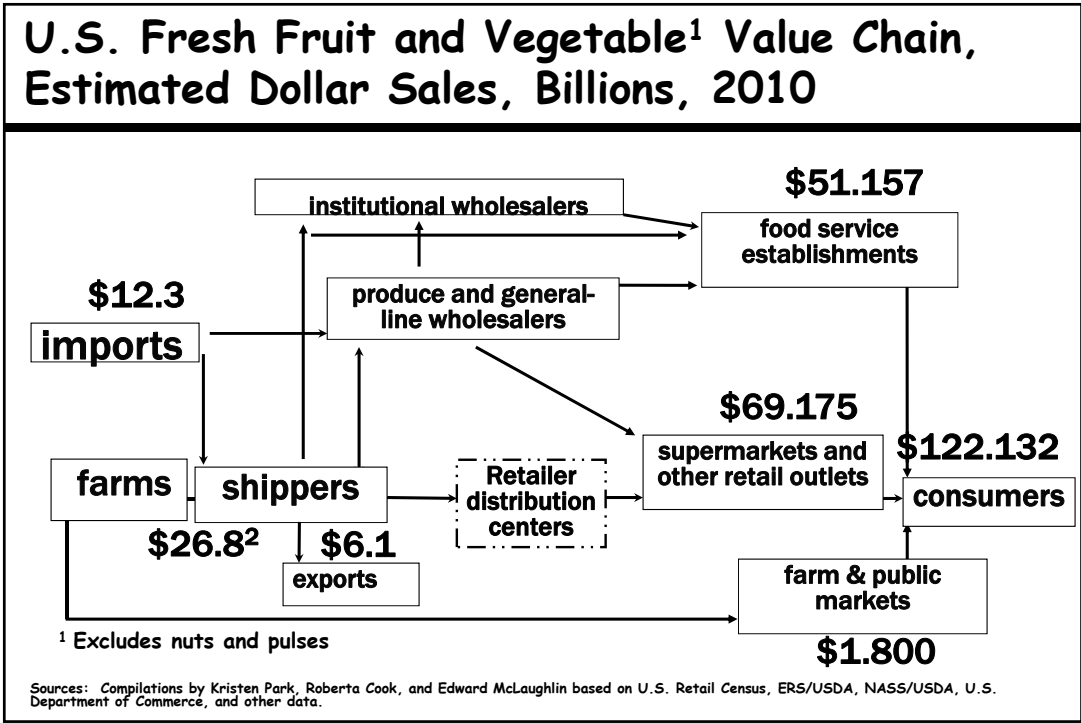 U.S. Fresh Fruit and Vegetable¹ Value Chain,
Estimated Dollar Sales, Billions, 2010
$51.157
institutional wholesalers
food service
establishments
$12.3
produce and general-
line wholesalers
imports
$69.175
supermarkets and
other retail outlets
$122.132
consumers
farms
shippers
Retailer
distribution
centers
$26.8²
$6.1
exports
farm & public
markets
$1.800
¹ Excludes nuts and pulses
Sources: Compilations by Kristen Park, Roberta Cook, and Edward McLaughlin based on U.S. Retail Census, ERS/USDA, NASS/USDA, U.S.
Department of Commerce, and other data.